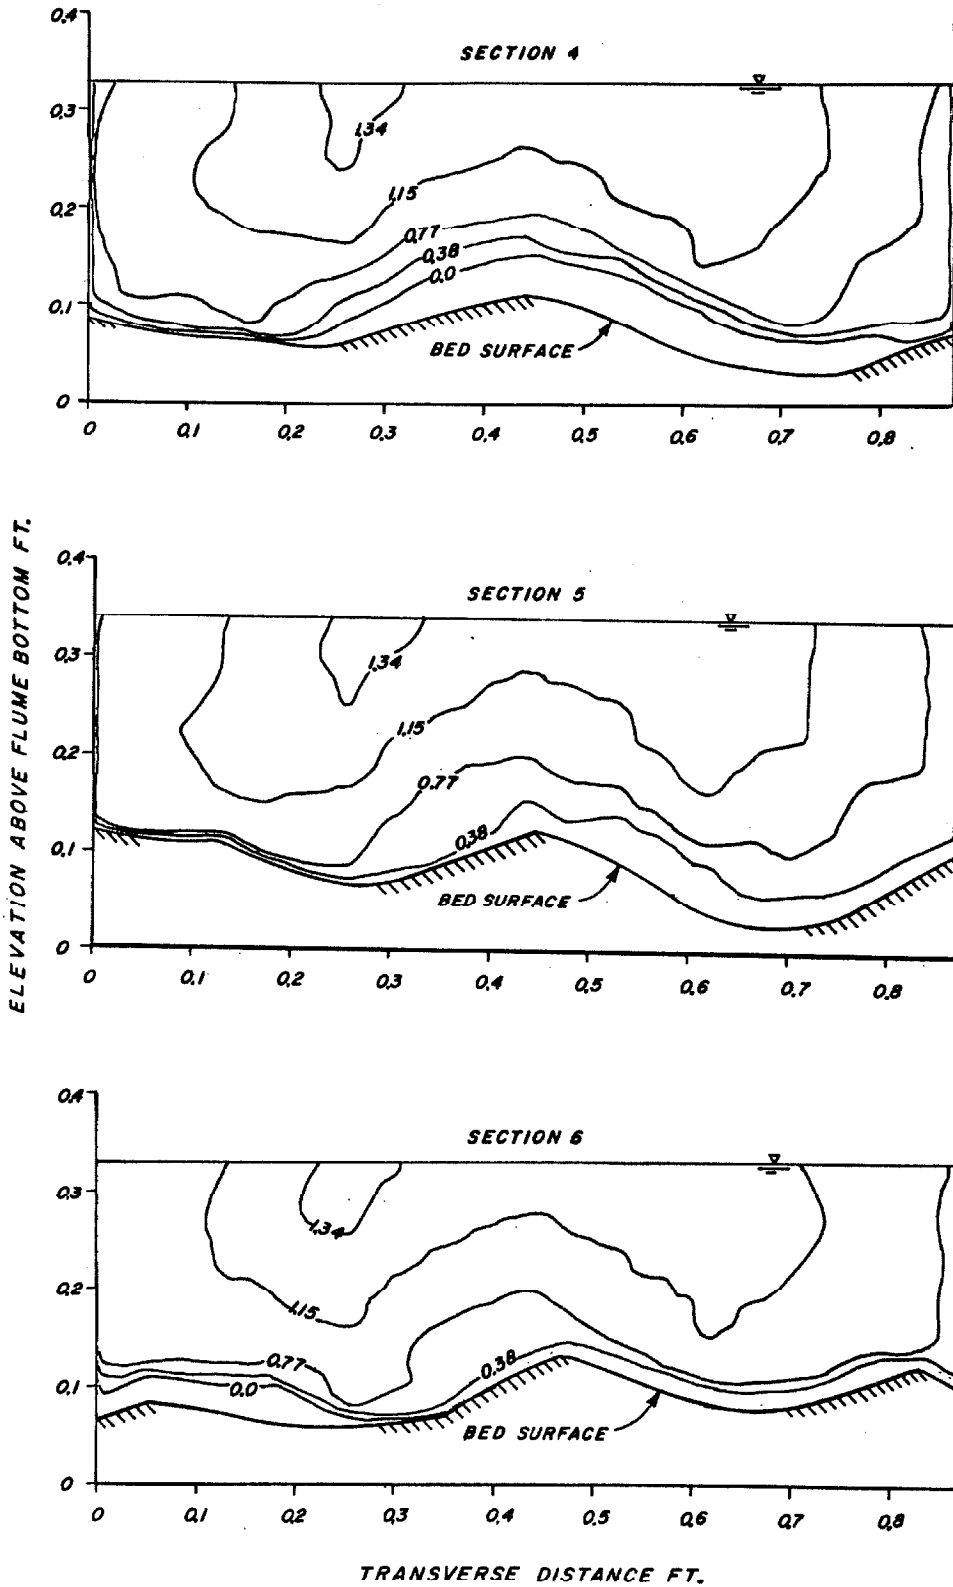 0.4
SECTION 4
0.3
1.34
1.15
0.2
0.77
0.38
0.0
0.1
BED SURFACE
0
0 0.1 0.2 0.3 0.4 0.5 0.6 0.7 0.8
ELEVATION ABOVE FLUME BOTTOM FT.
0.4
SECTION 5
0.3
1.34
1.15
0.2
0.77
0.38
0.1
BED SURFACE
0
0 0.1 0.2 0.3 0.4 0.5 0.6 0.7 0.8
0.4
SECTION 6
0.3
1.34
0.2
1.15
0.77
0.38
0.1
0.0
BED SURFACE
0
0 0.1 0.2 0.3 0.4 0.5 0.6 0.7 0.8
TRANSVERSE DISTANCE FT.